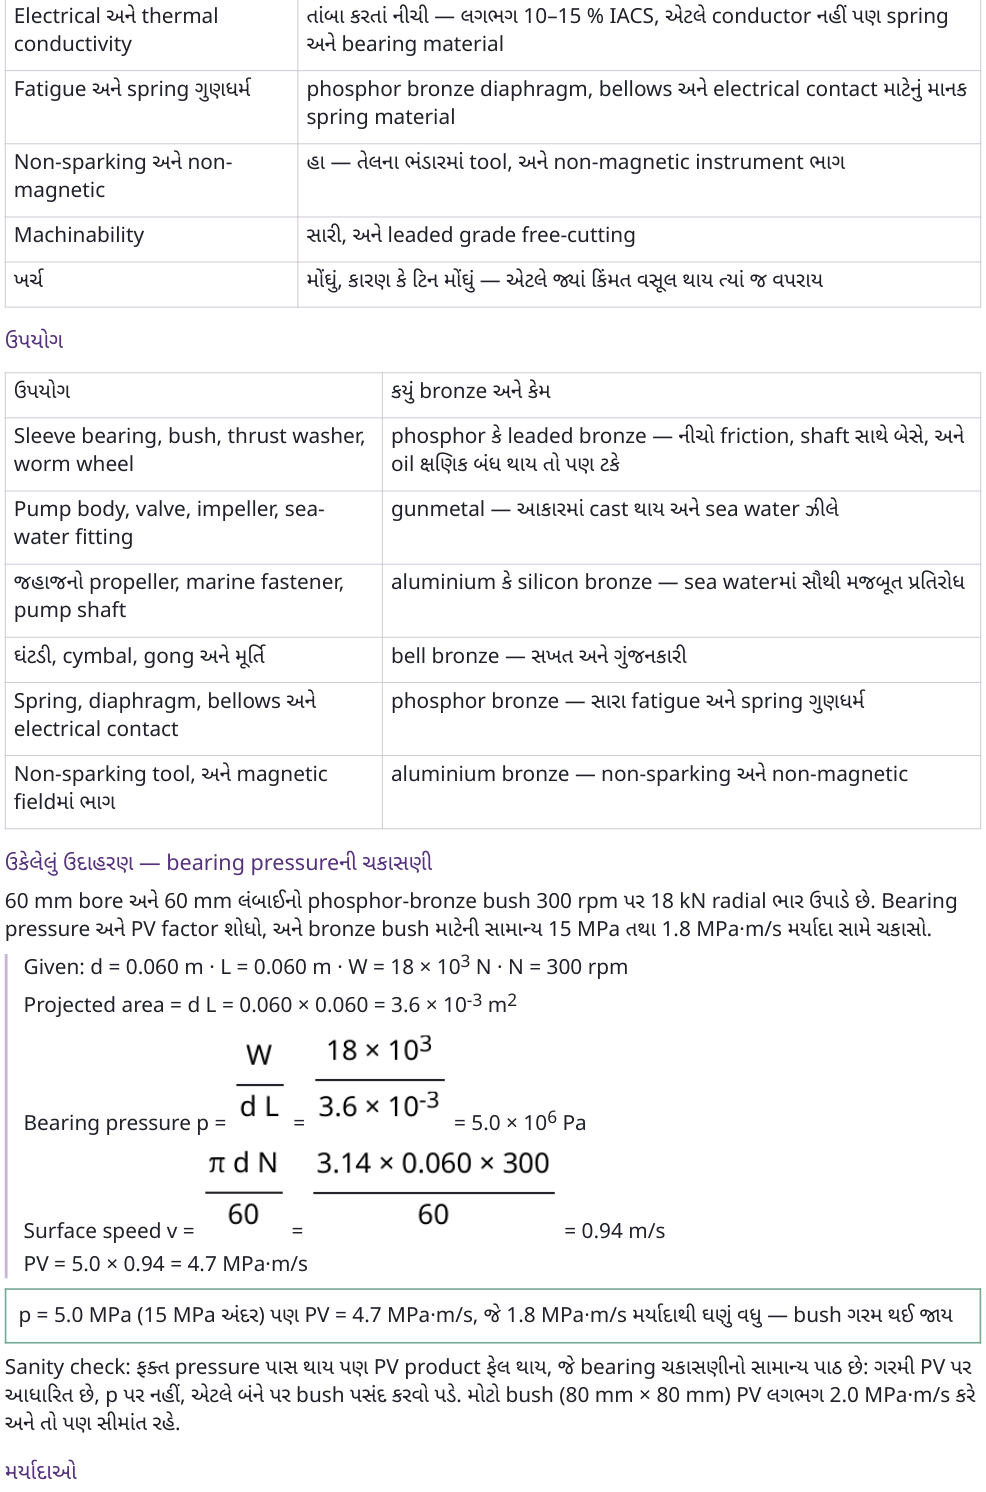 Electrical અને thermal
conductivity
તાંબા કરતાં નીચી — લગભગ 10–15 % IACS, એટલે conductor નહીં પણ spring
અને bearing material
Fatigue અને spring ગુણધર્મ
phosphor bronze diaphragm, bellows અને electrical contact માટેનું માનક
spring material
Non-sparking અને non-
magnetic
હા — તેલના ભંડારમાં tool, અને non-magnetic instrument ભાગ
Machinability
સારી, અને leaded grade free-cutting
ખર્ચ
મોંઘું, કારણ કે ટિન મોંઘું — એટલે જ્યાં કિંમત વસૂલ થાય ત્યાં જ વપરાય
ઉપયોગ
ઉપયોગ
કયું bronze અને કેમ
Sleeve bearing, bush, thrust washer,
worm wheel
phosphor કે leaded bronze — નીચો friction, shaft સાથે બેસે, અને
oil ક્ષણિક બંધ થાય તો પણ ટકે
Pump body, valve, impeller, sea-
water fitting
gunmetal — આકારમાં cast થાય અને sea water ઝીલે
જહાજનો propeller, marine fastener,
pump shaft
aluminium કે silicon bronze — sea waterમાં સૌથી મજબૂત પ્રતિરોધ
ઘંટડી, cymbal, gong અને મૂર્તિ
bell bronze — સખત અને ગુંજનકારી
Spring, diaphragm, bellows અને
electrical contact
phosphor bronze — સારા fatigue અને spring ગુણધર્મ
Non-sparking tool, અને magnetic
fieldમાં ભાગ
aluminium bronze — non-sparking અને non-magnetic
ઉકેલેલું ઉદાહરણ — bearing pressureની ચકાસણી
60 mm bore અને 60 mm લંબાઈનો phosphor-bronze bush 300 rpm પર 18 kN radial ભાર ઉપાડે છે. Bearing
pressure અને PV factor શોધો, અને bronze bush માટેની સામાન્ય 15 MPa તથા 1.8 MPa·m/s મર્યાદા સામે ચકાસો.
Given: d = 0.060 m · L = 0.060 m · W = 18 × 10³ N · N = 300 rpm
Projected area = d L = 0.060 × 0.060 = 3.6 × 10⁻³ m²
Bearing pressure p = W / d L = 18 × 10³ / 3.6 × 10⁻³ = 5.0 × 10⁶ Pa
Surface speed v = π d N / 60 = 3.14 × 0.060 × 300 / 60 = 0.94 m/s
PV = 5.0 × 0.94 = 4.7 MPa·m/s
p = 5.0 MPa (15 MPa અંદર) પણ PV = 4.7 MPa·m/s, જે 1.8 MPa·m/s મર્યાદાથી ઘણું વધુ — bush ગરમ થઈ જાય
Sanity check: ફક્ત pressure પાસ થાય પણ PV product ફેલ થાય, જે bearing ચકાસણીનો સામાન્ય પાઠ છે: ગરમી PV પર
આધારિત છે, p પર નહીં, એટલે બંને પર bush પસંદ કરવો પડે. મોટો bush (80 mm × 80 mm) PV લગભગ 2.0 MPa·m/s કરે
અને તો પણ સીમાંત રહે.
મર્યાદાઓ